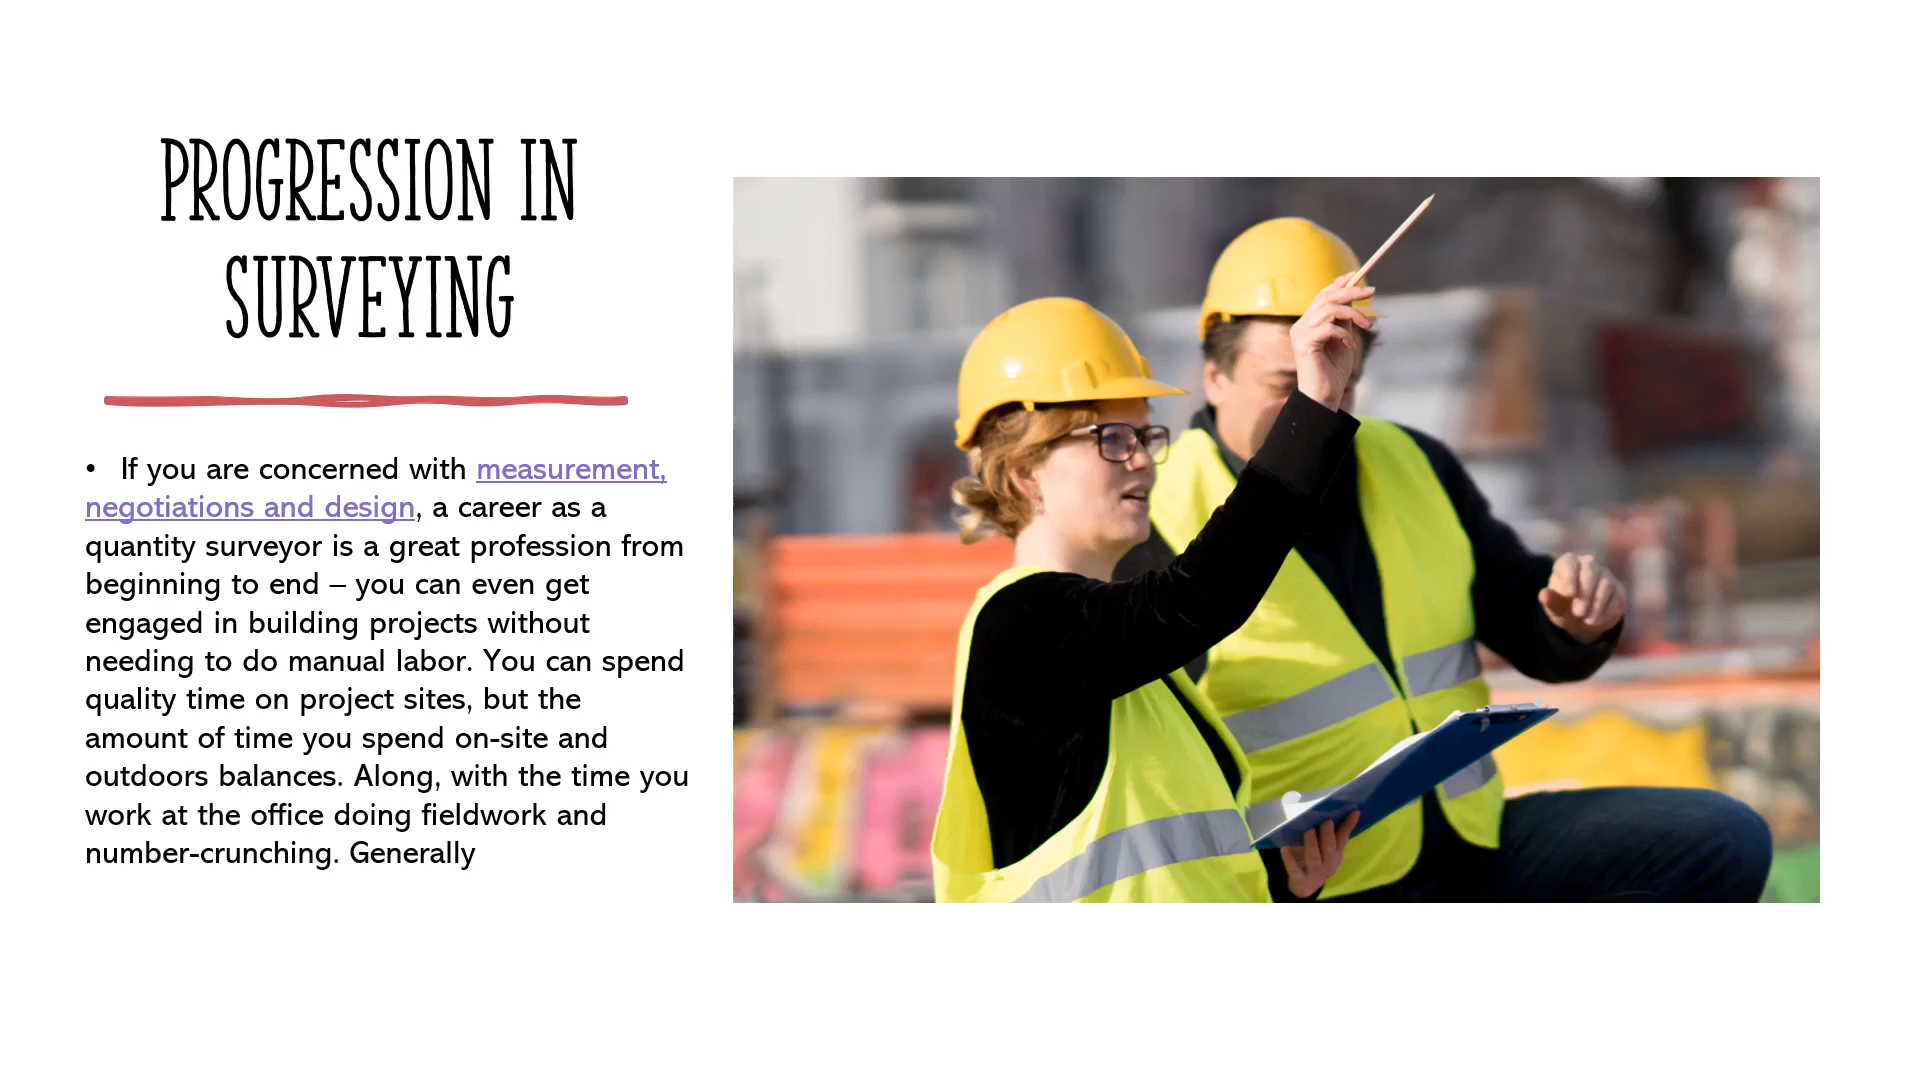 PROGRESSION IN
SURVEYING
• If you are concerned with measurement,
negotiations and design, a career as a
quantity surveyor is a great profession from
beginning to end – you can even get
engaged in building projects without
needing to do manual labor. You can spend
quality time on project sites, but the
amount of time you spend on-site and
outdoors balances. Along, with the time you
work at the office doing fieldwork and
number-crunching. Generally